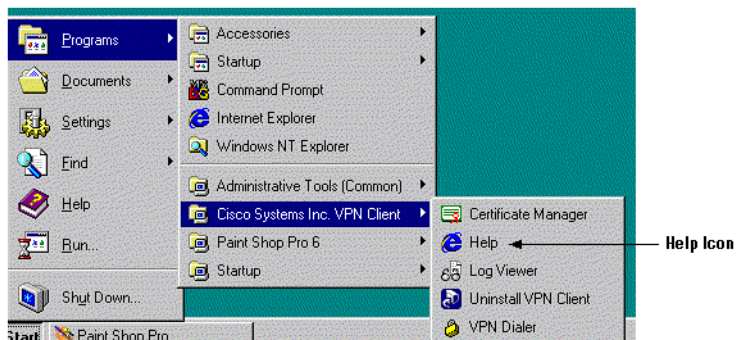 Programs
Documents
Settings
Find
Help
Run...
Shut Down...
Start
Paint Shop Pro
Accessories
Startup
Command Prompt
Internet Explorer
Windows NT Explorer
Administrative Tools (Common)
Cisco Systems Inc. VPN Client
Paint Shop Pro 6
Startup
Certificate Manager
Help
Log Viewer
Uninstall VPN Client
VPN Dialer
Help Icon